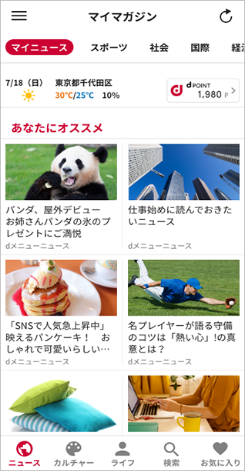 マイマガジン
マイニュース スポーツ 社会 国際 経済
7/18（日） 東京都千代田区
30℃/25℃ 10%
d POINT
1,980 P
あなたにオススメ
パンダ、屋外デビュー
お姉さんパンダの氷のプ
レゼントにご満悦
dメニューニュース
仕事始めに読んでおきた
いニュース
dメニューニュース
「SNSで人気急上昇中」
映えるパンケーキ！ お
しゃれで可愛いらしい…
dメニューニュース
名プレイヤーが語る守備
のコツは「熱い心」!の真
意とは？
dメニューニュース
ニュース カルチャー ライフ 検索 お気に入り